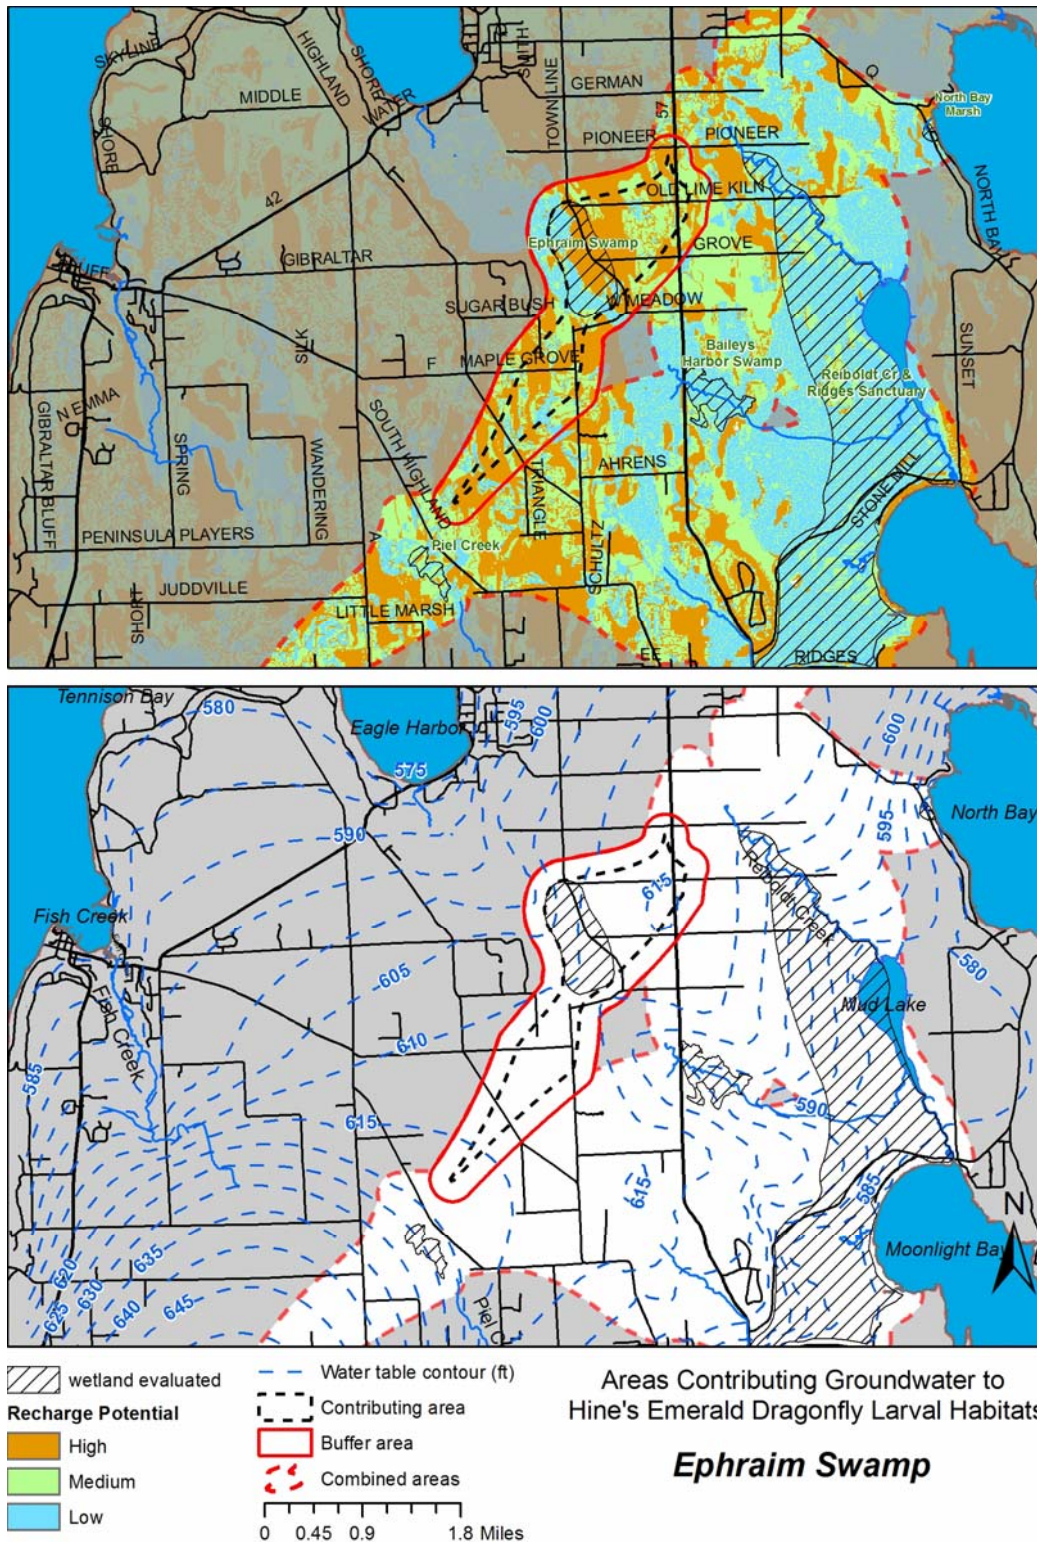 SKYLINE
HIGHLAND
SHORE
WATER
SMITH
TOWNLINE
GERMAN
57
Q
North Bay
Marsh
MIDDLE
SHORE
PIONEER
PIONEER
NORTH BAY
OLD LIME KILN
42
Ephraim Swamp
GROVE
GIBRALTAR
BLUFF
SUGAR BUSH
W MEADOW
SILK
F
MAPLE GROVE
Baileys
Harbor Swamp
Reiboldt Cr &
Ridges Sanctuary
SUNSET
N EMMA
GIBRALTAR BLUFF
SPRING
WANDERING
SOUTH HIGHLAND
TRIANGLE
AHRENS
STONE MILL
PENINSULA PLAYERS
A
Piel Creek
SCHULTZ
JUDDVILLE
SHORT
LITTLE MARSH
EE
RIDGES
Tennison Bay
580
Eagle Harbor
595
600
600
575
590
North Bay
595
615
Reiboldt Creek
Fish Creek
605
580
Fish Creek
Mud Lake
610
585
590
615
615
585
Moonlight Bay
N
620
635
625
630
640
645
Piel C
wetland evaluated
Recharge Potential
High
Medium
Low
Water table contour (ft)
Contributing area
Buffer area
Combined areas
0 0.45 0.9 1.8 Miles
Areas Contributing Groundwater to
Hine's Emerald Dragonfly Larval Habitats
Ephraim Swamp